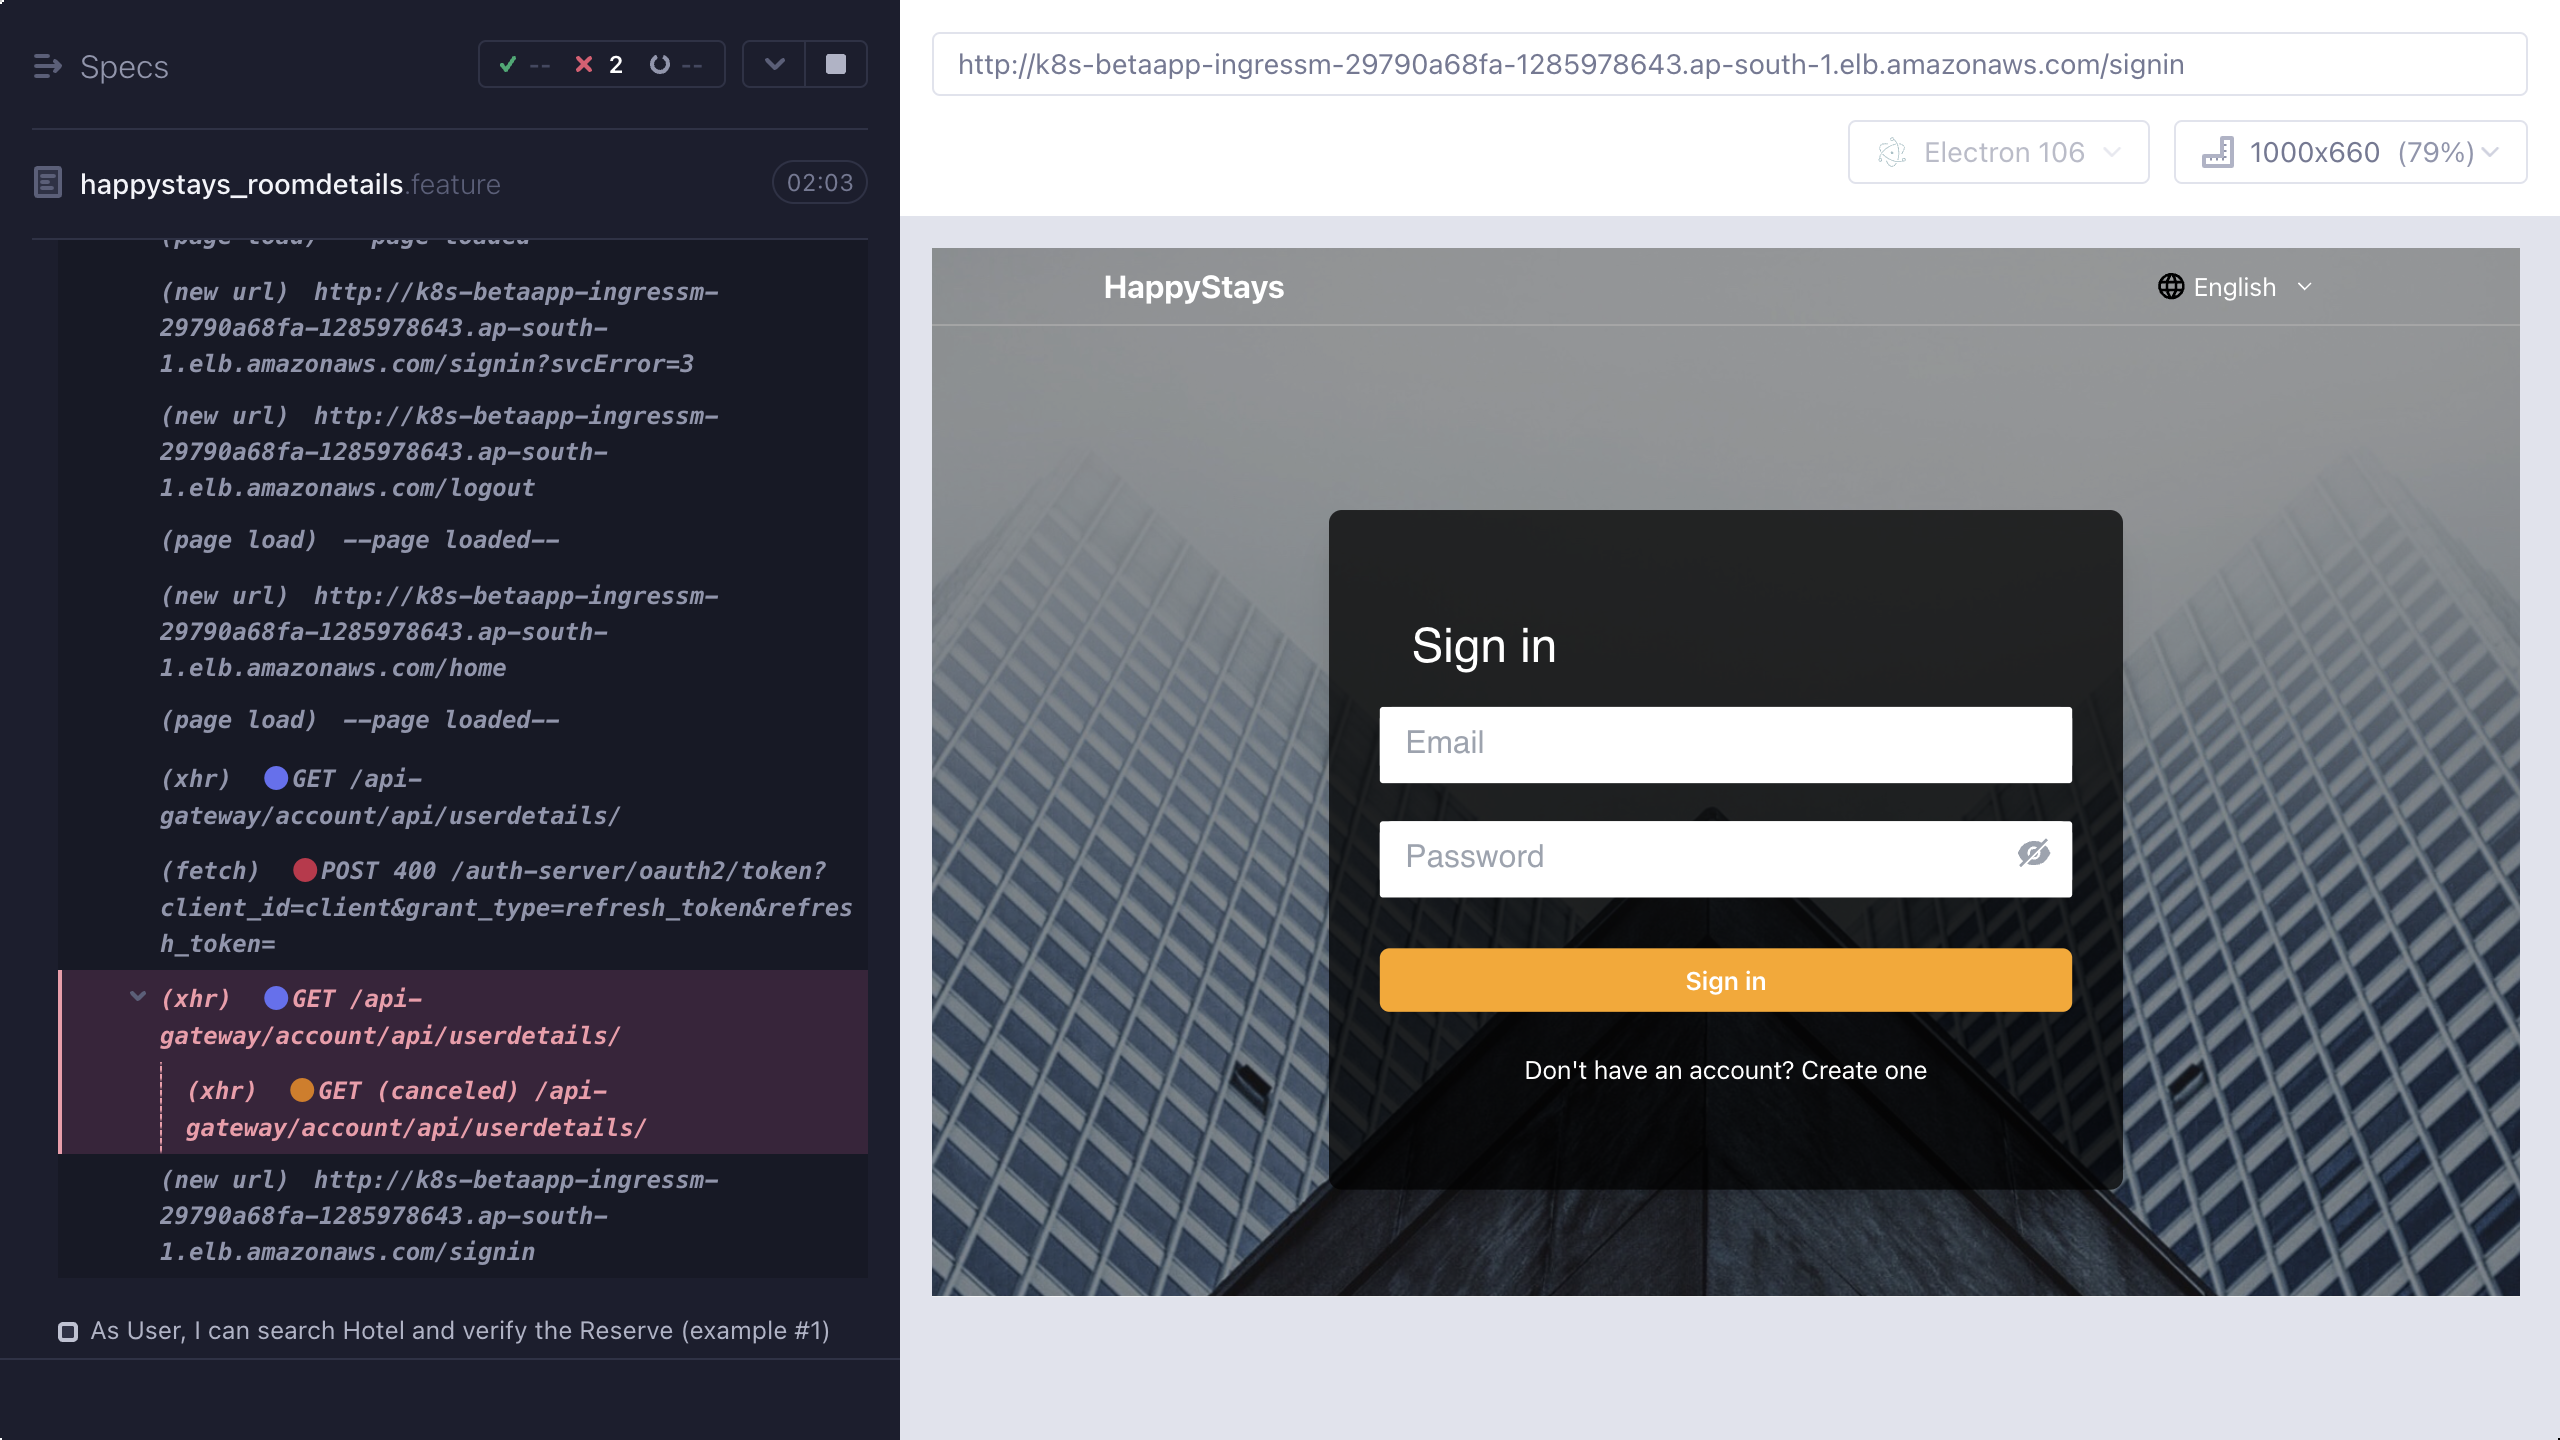 Specs
-- 2 --
happystays_roomdetails.feature
02:03
(page load) --page loaded--
(new url) http://k8s-betaapp-ingressm-
29790a68fa-1285978643.ap-south-
1.elb.amazonaws.com/signin?svcError=3
(new url) http://k8s-betaapp-ingressm-
29790a68fa-1285978643.ap-south-
1.elb.amazonaws.com/logout
(page load) --page loaded--
(new url) http://k8s-betaapp-ingressm-
29790a68fa-1285978643.ap-south-
1.elb.amazonaws.com/home
(page load) --page loaded--
(xhr) GET /api-
gateway/account/api/userdetails/
(fetch) POST 400 /auth-server/oauth2/token?
client_id=client&grant_type=refresh_token&refres
h_token=
(xhr) GET /api-
gateway/account/api/userdetails/
(xhr) GET (canceled) /api-
gateway/account/api/userdetails/
(new url) http://k8s-betaapp-ingressm-
29790a68fa-1285978643.ap-south-
1.elb.amazonaws.com/signin
As User, I can search Hotel and verify the Reserve (example #1)
http://k8s-betaapp-ingressm-29790a68fa-1285978643.ap-south-1.elb.amazonaws.com/signin
Electron 106
1000x660 (79%)
HappyStays
English
Sign in
Email
Password
Sign in
Don't have an account? Create one